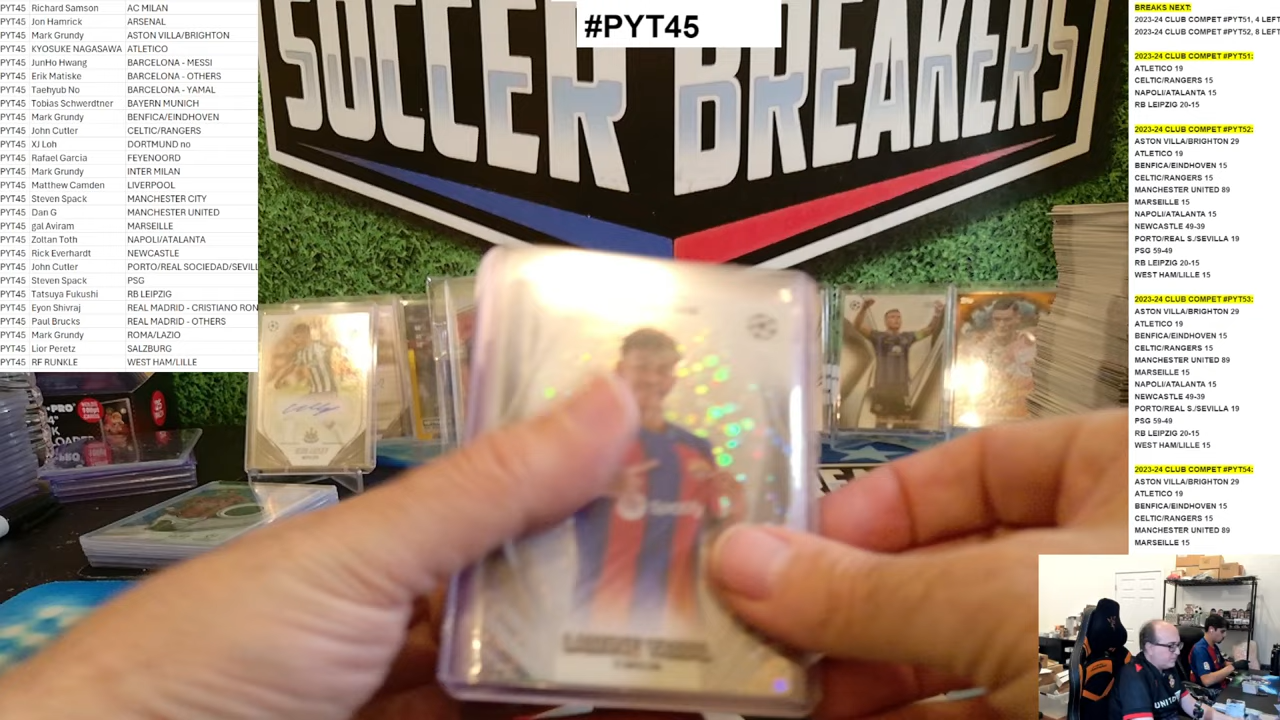 PYT45 Richard Samson AC MILAN
PYT45 Jon Hamrick ARSENAL
PYT45 Mark Grundy ASTON VILLA/BRIGHTON
PYT45 KYOSUKE NAGASAWA ATLETICO
PYT45 JunHo Hwang BARCELONA - MESSI
PYT45 Erik Matiske BARCELONA - OTHERS
PYT45 Taehyub No BARCELONA - YAMAL
PYT45 Tobias Schwerdtner BAYERN MUNICH
PYT45 Mark Grundy BENFICA/EINDHOVEN
PYT45 John Cutler CELTIC/RANGERS
PYT45 XJ Loh DORTMUND no
PYT45 Rafael Garcia FEYENOORD
PYT45 Mark Grundy INTER MILAN
PYT45 Matthew Camden LIVERPOOL
PYT45 Steven Spack MANCHESTER CITY
PYT45 Dan G MANCHESTER UNITED
PYT45 gal Aviram MARSEILLE
PYT45 Zoltan Toth NAPOLI/ATALANTA
PYT45 Rick Everhardt NEWCASTLE
PYT45 John Cutler PORTO/REAL SOCIEDAD/SEVILL
PYT45 Steven Spack PSG
PYT45 Tatsuya Fukushi RB LEIPZIG
PYT45 Eyon Shivraj REAL MADRID - CRISTIANO RON
PYT45 Paul Brucks REAL MADRID - OTHERS
PYT45 Mark Grundy ROMA/LAZIO
PYT45 Lior Peretz SALZBURG
PYT45 RF RUNKLE WEST HAM/LILLE
#PYT45
SOCCER BREAKERS
BREAKS NEXT:
2023-24 CLUB COMPET #PYT51, 4 LEFT
2023-24 CLUB COMPET #PYT52, 8 LEFT
2023-24 CLUB COMPET #PYT51:
ATLETICO 19
CELTIC/RANGERS 15
NAPOLI/ATALANTA 15
RB LEIPZIG 20-15
2023-24 CLUB COMPET #PYT52:
ASTON VILLA/BRIGHTON 29
ATLETICO 19
BENFICA/EINDHOVEN 15
CELTIC/RANGERS 15
MANCHESTER UNITED 89
MARSEILLE 15
NAPOLI/ATALANTA 15
NEWCASTLE 49-39
PORTO/REAL S./SEVILLA 19
PSG 59-49
RB LEIPZIG 20-15
WEST HAM/LILLE 15
2023-24 CLUB COMPET #PYT53:
ASTON VILLA/BRIGHTON 29
ATLETICO 19
BENFICA/EINDHOVEN 15
CELTIC/RANGERS 15
MANCHESTER UNITED 89
MARSEILLE 15
NAPOLI/ATALANTA 15
NEWCASTLE 49-39
PORTO/REAL S./SEVILLA 19
PSG 59-49
RB LEIPZIG 20-15
WEST HAM/LILLE 15
2023-24 CLUB COMPET #PYT54:
ASTON VILLA/BRIGHTON 29
ATLETICO 19
BENFICA/EINDHOVEN 15
CELTIC/RANGERS 15
MANCHESTER UNITED 89
MARSEILLE 15